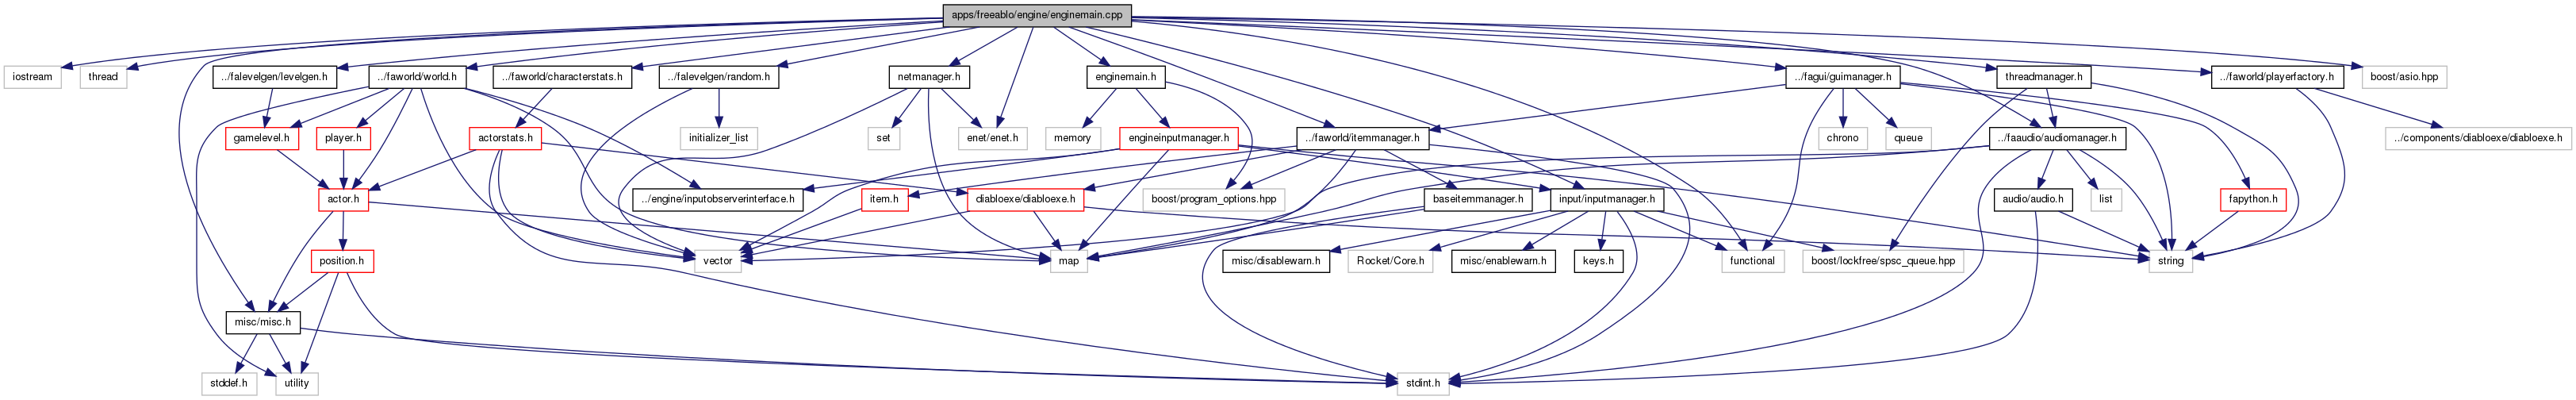 apps/freeablo/engine/enginemain.cpp
iostream
thread
../falevelgen/levelgen.h
../faworld/world.h
../faworld/characterstats.h
../falevelgen/random.h
netmanager.h
enginemain.h
../fagui/guimanager.h
threadmanager.h
../faworld/playerfactory.h
boost/asio.hpp
gamelevel.h
player.h
actorstats.h
initializer_list
set
enet/enet.h
memory
engineinputmanager.h
../faworld/itemmanager.h
chrono
queue
../faaudio/audiomanager.h
../components/diabloexe/diabloexe.h
actor.h
../engine/inputobserverinterface.h
item.h
diabloexe/diabloexe.h
boost/program_options.hpp
baseitemmanager.h
input/inputmanager.h
audio/audio.h
list
fapython.h
position.h
vector
map
misc/disablewarn.h
Rocket/Core.h
misc/enablewarn.h
keys.h
functional
boost/lockfree/spsc_queue.hpp
string
misc/misc.h
stddef.h
utility
stdint.h